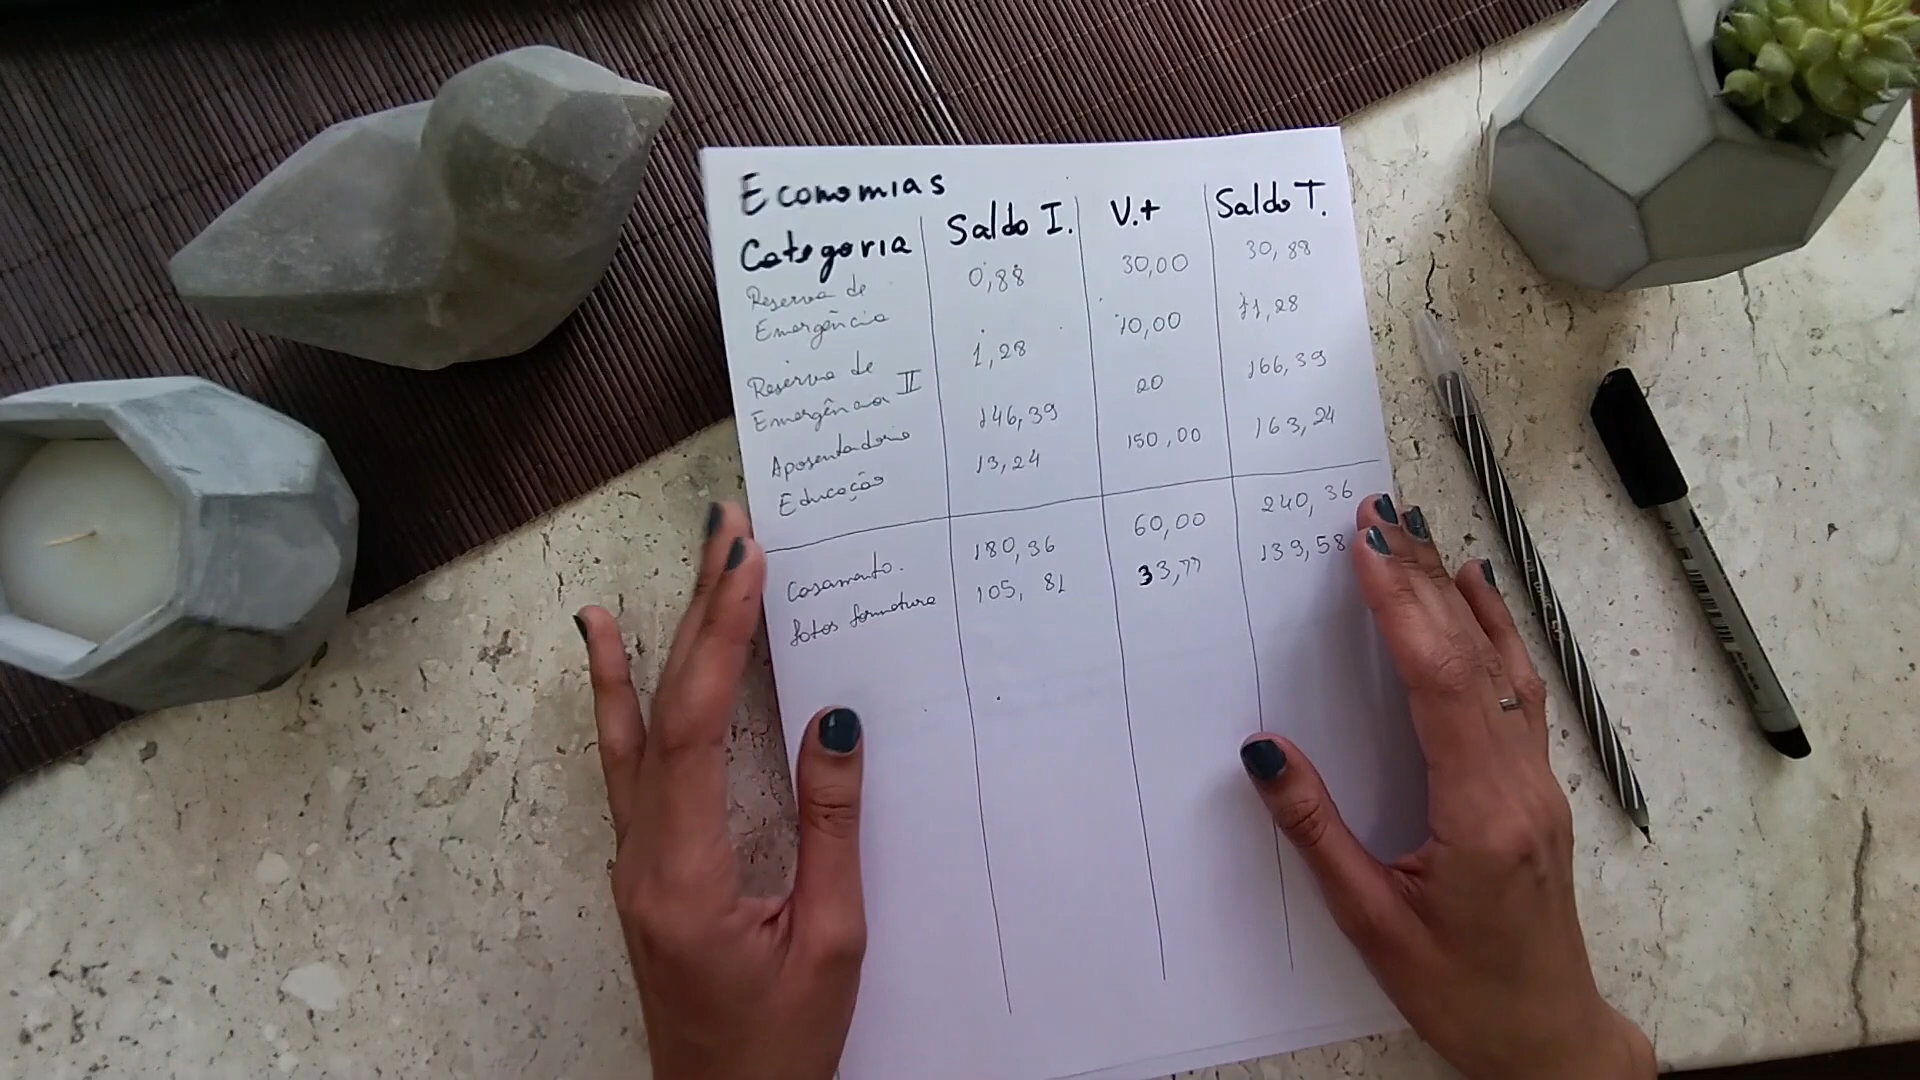 Economias
Categoria Saldo I. V.+ Saldo T.
Reserva de 0,88 30,00 30,88
Emergência
Reserva de 1,28 10,00 11,28
Emergência II
Aposentadoria 146,39 20 166,39
Educação 13,24 150,00 163,24
Casamento. 180,36 60,00 240,36
fotos formatura 105,81 33,77 139,58